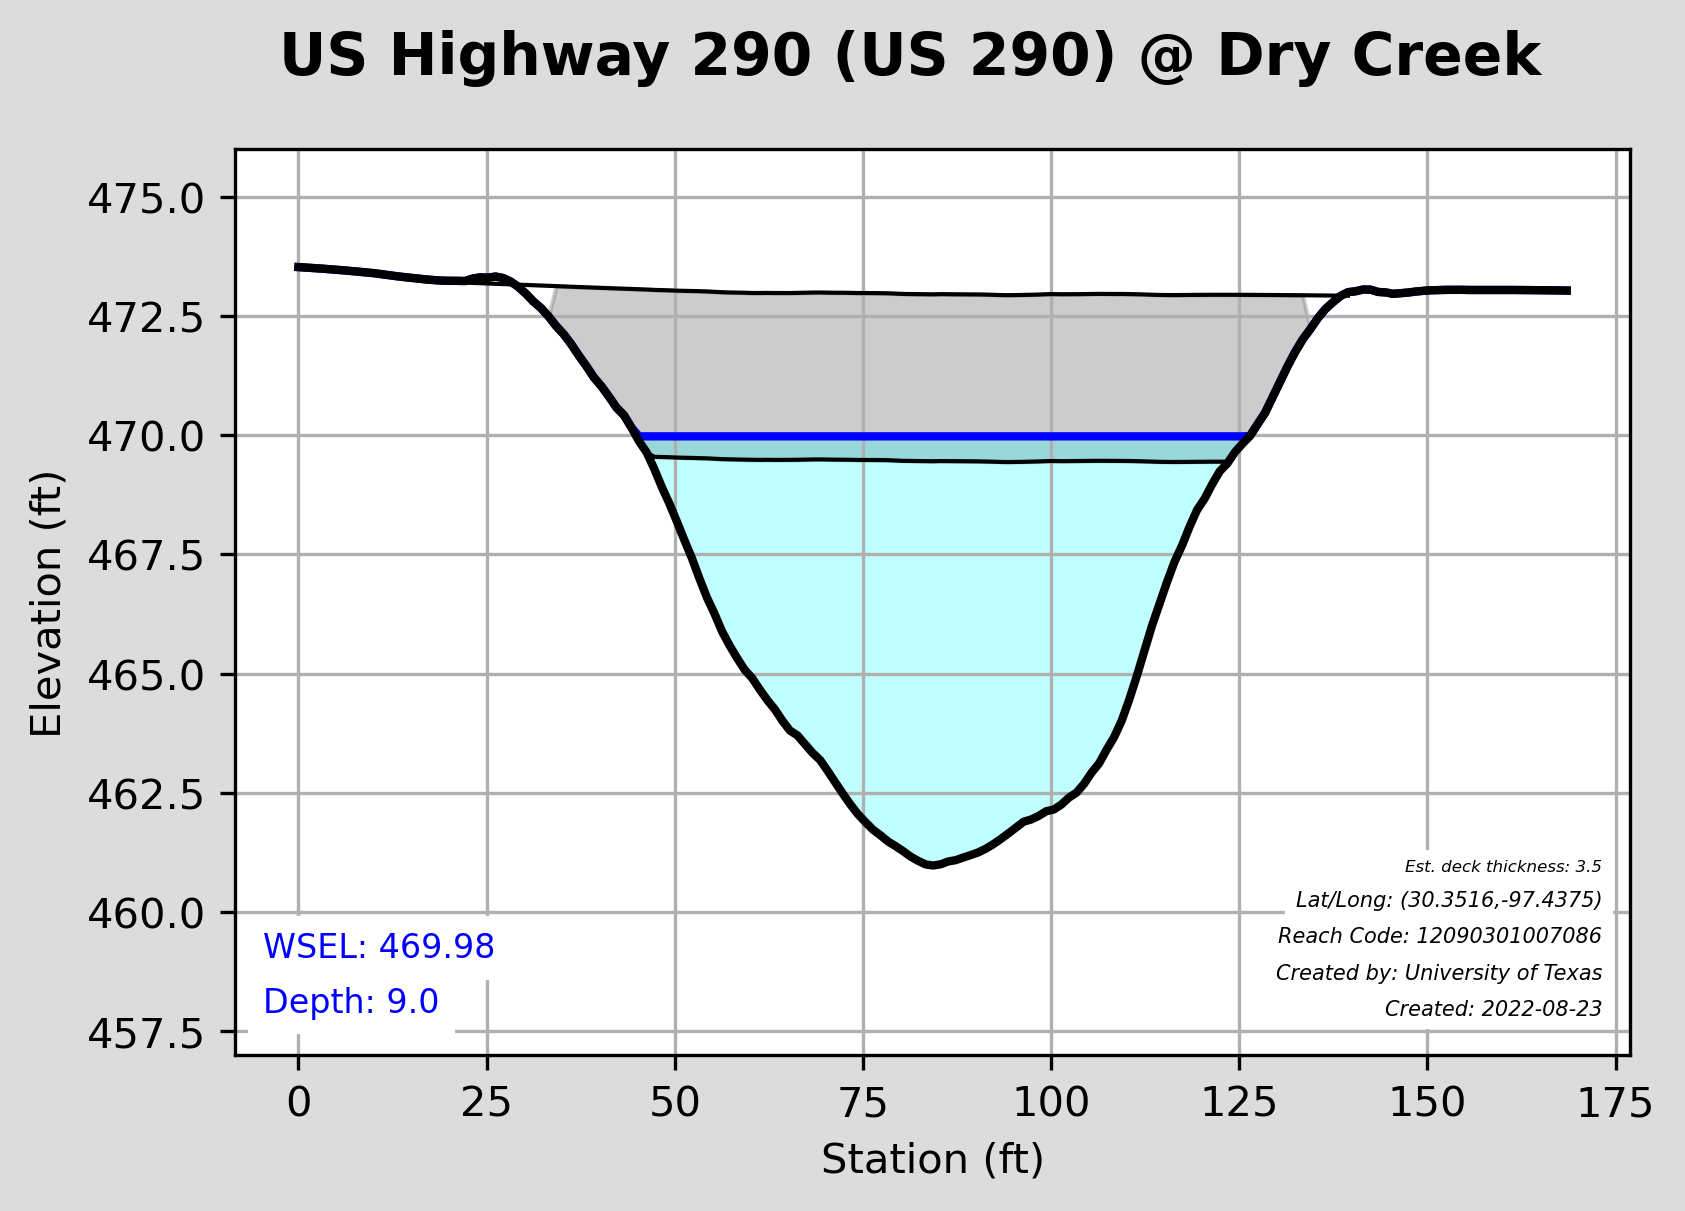 US Highway 290 (US 290) @ Dry Creek
475.0
472.5
470.0
467.5
465.0
462.5
460.0
457.5
Elevation (ft)
Est. deck thickness: 3.5
Lat/Long: (30.3516,-97.4375)
Reach Code: 12090301007086
Created by: University of Texas
Created: 2022-08-23
WSEL: 469.98
Depth: 9.0
0 25 50 75 100 125 150 175
Station (ft)